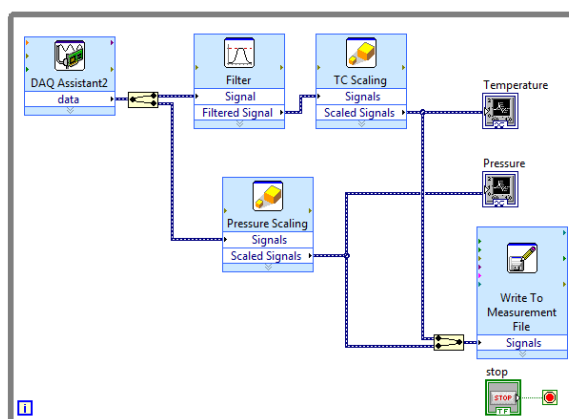 DAQ Assistant2
data
Filter
Signal
Filtered Signal
TC Scaling
Signals
Scaled Signals
Temperature
Pressure
Pressure Scaling
Signals
Scaled Signals
Write To
Measurement
File
Signals
stop
STOP
TF
i